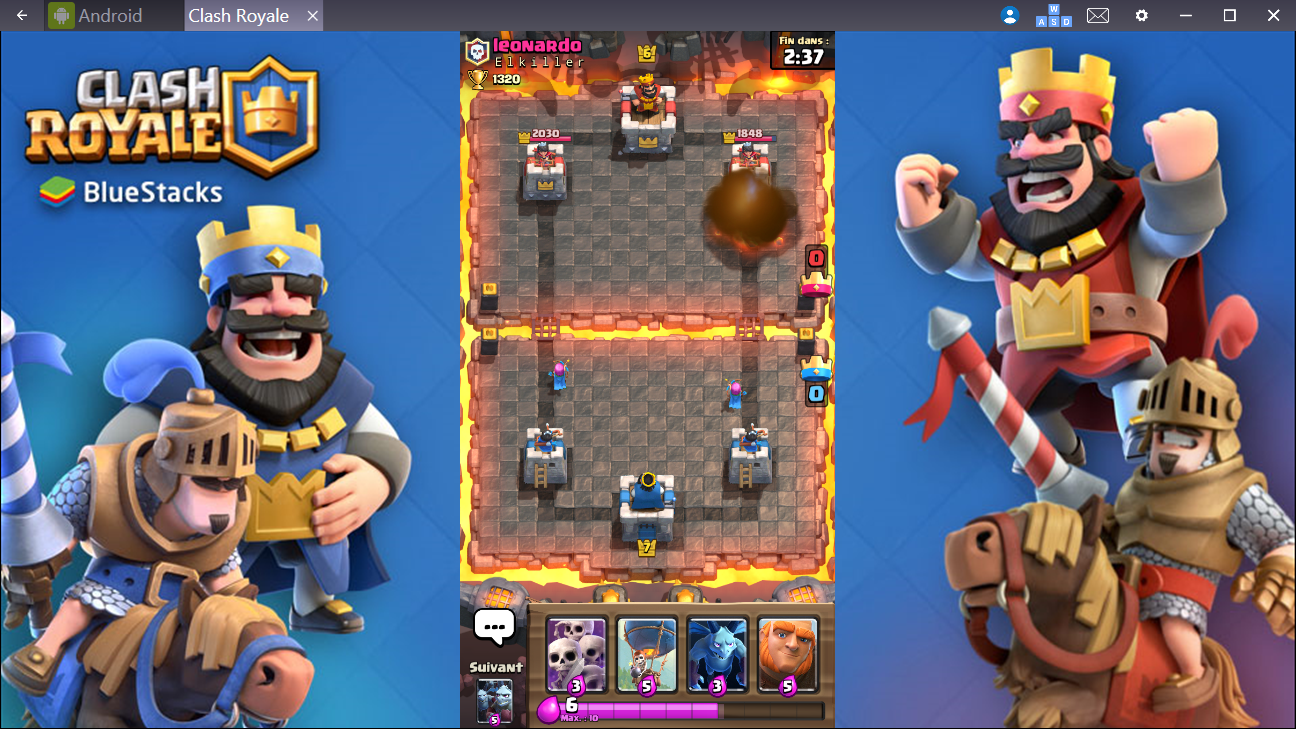 Android
Clash Royale
W
A S D
CLASH
ROYALE
BlueStacks
leonardo
Elkiller
1320
6
Fin dans :
2:37
2030
1848
0
0
7
Suivant
5
3
5
3
5
6
Max. : 10